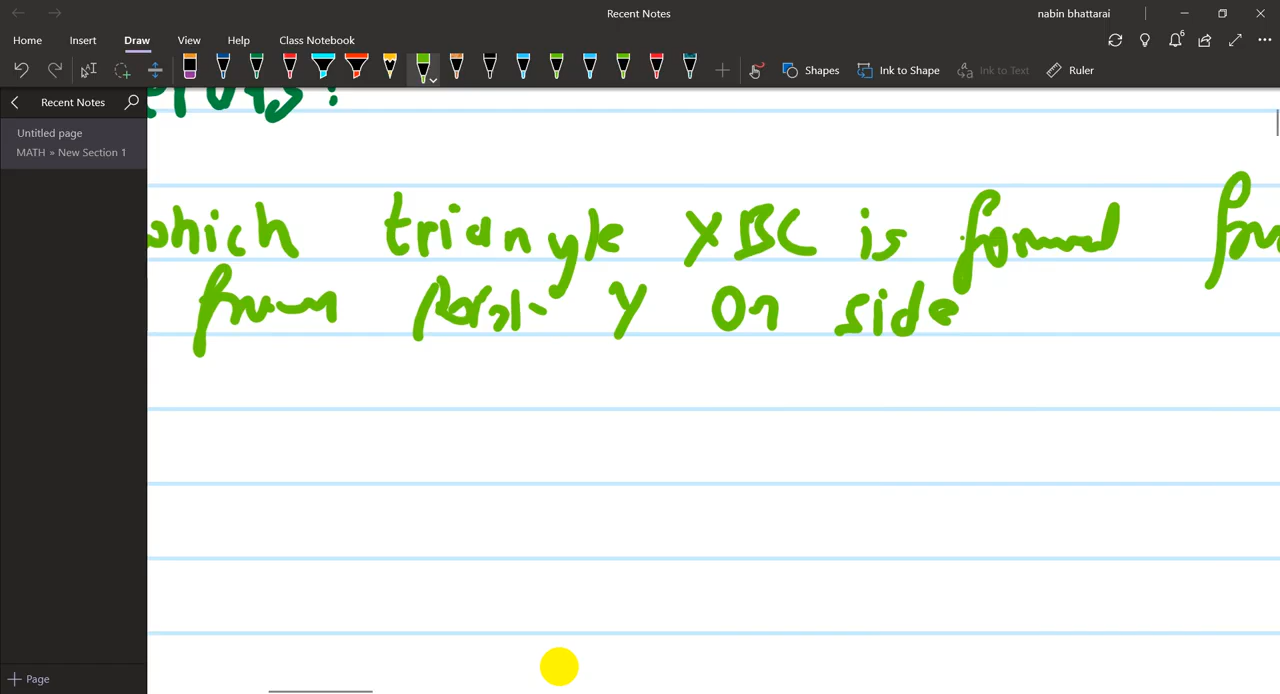 Recent Notes
nabin bhattarai
Home Insert Draw View Help Class Notebook
6
Shapes Ink to Shape Ink to Text Ruler
Recent Notes
Untitled page
MATH » New Section 1
which triangle XBC is formed
from Y on side
Page